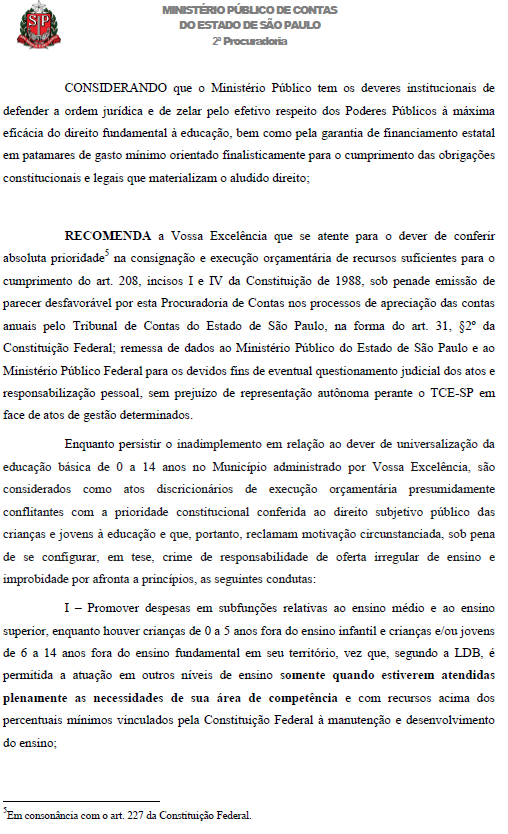 MINISTÉRIO PÚBLICO DE CONTAS
DO ESTADO DE SÃO PAULO
2ª Procuradoria
CONSIDERANDO que o Ministério Público tem os deveres institucionais de
defender a ordem jurídica e de zelar pelo efetivo respeito dos Poderes Públicos à máxima
eficácia do direito fundamental à educação, bem como pela garantia de financiamento estatal
em patamares de gasto mínimo orientado finalisticamente para o cumprimento das obrigações
constitucionais e legais que materializam o aludido direito;
RECOMENDA a Vossa Excelência que se atente para o dever de conferir
absoluta prioridade5 na consignação e execução orçamentária de recursos suficientes para o
cumprimento do art. 208, incisos I e IV da Constituição de 1988, sob penade emissão de
parecer desfavorável por esta Procuradoria de Contas nos processos de apreciação das contas
anuais pelo Tribunal de Contas do Estado de São Paulo, na forma do art. 31, §2º da
Constituição Federal; remessa de dados ao Ministério Público do Estado de São Paulo e ao
Ministério Público Federal para os devidos fins de eventual questionamento judicial dos atos e
responsabilização pessoal, sem prejuízo de representação autônoma perante o TCE-SP em
face de atos de gestão determinados.
Enquanto persistir o inadimplemento em relação ao dever de universalização da
educação básica de 0 a 14 anos no Município administrado por Vossa Excelência, são
considerados como atos discricionários de execução orçamentária presumidamente
conflitantes com a prioridade constitucional conferida ao direito subjetivo público das
crianças e jovens à educação e que, portanto, reclamam motivação circunstanciada, sob pena
de se configurar, em tese, crime de responsabilidade de oferta irregular de ensino e
improbidade por afronta a princípios, as seguintes condutas:
I – Promover despesas em subfunções relativas ao ensino médio e ao ensino
superior, enquanto houver crianças de 0 a 5 anos fora do ensino infantil e crianças e/ou jovens
de 6 a 14 anos fora do ensino fundamental em seu território, vez que, segundo a LDB, é
permitida a atuação em outros níveis de ensino somente quando estiverem atendidas
plenamente as necessidades de sua área de competência e com recursos acima dos
percentuais mínimos vinculados pela Constituição Federal à manutenção e desenvolvimento
do ensino;
5Em consonância com o art. 227 da Constituição Federal.